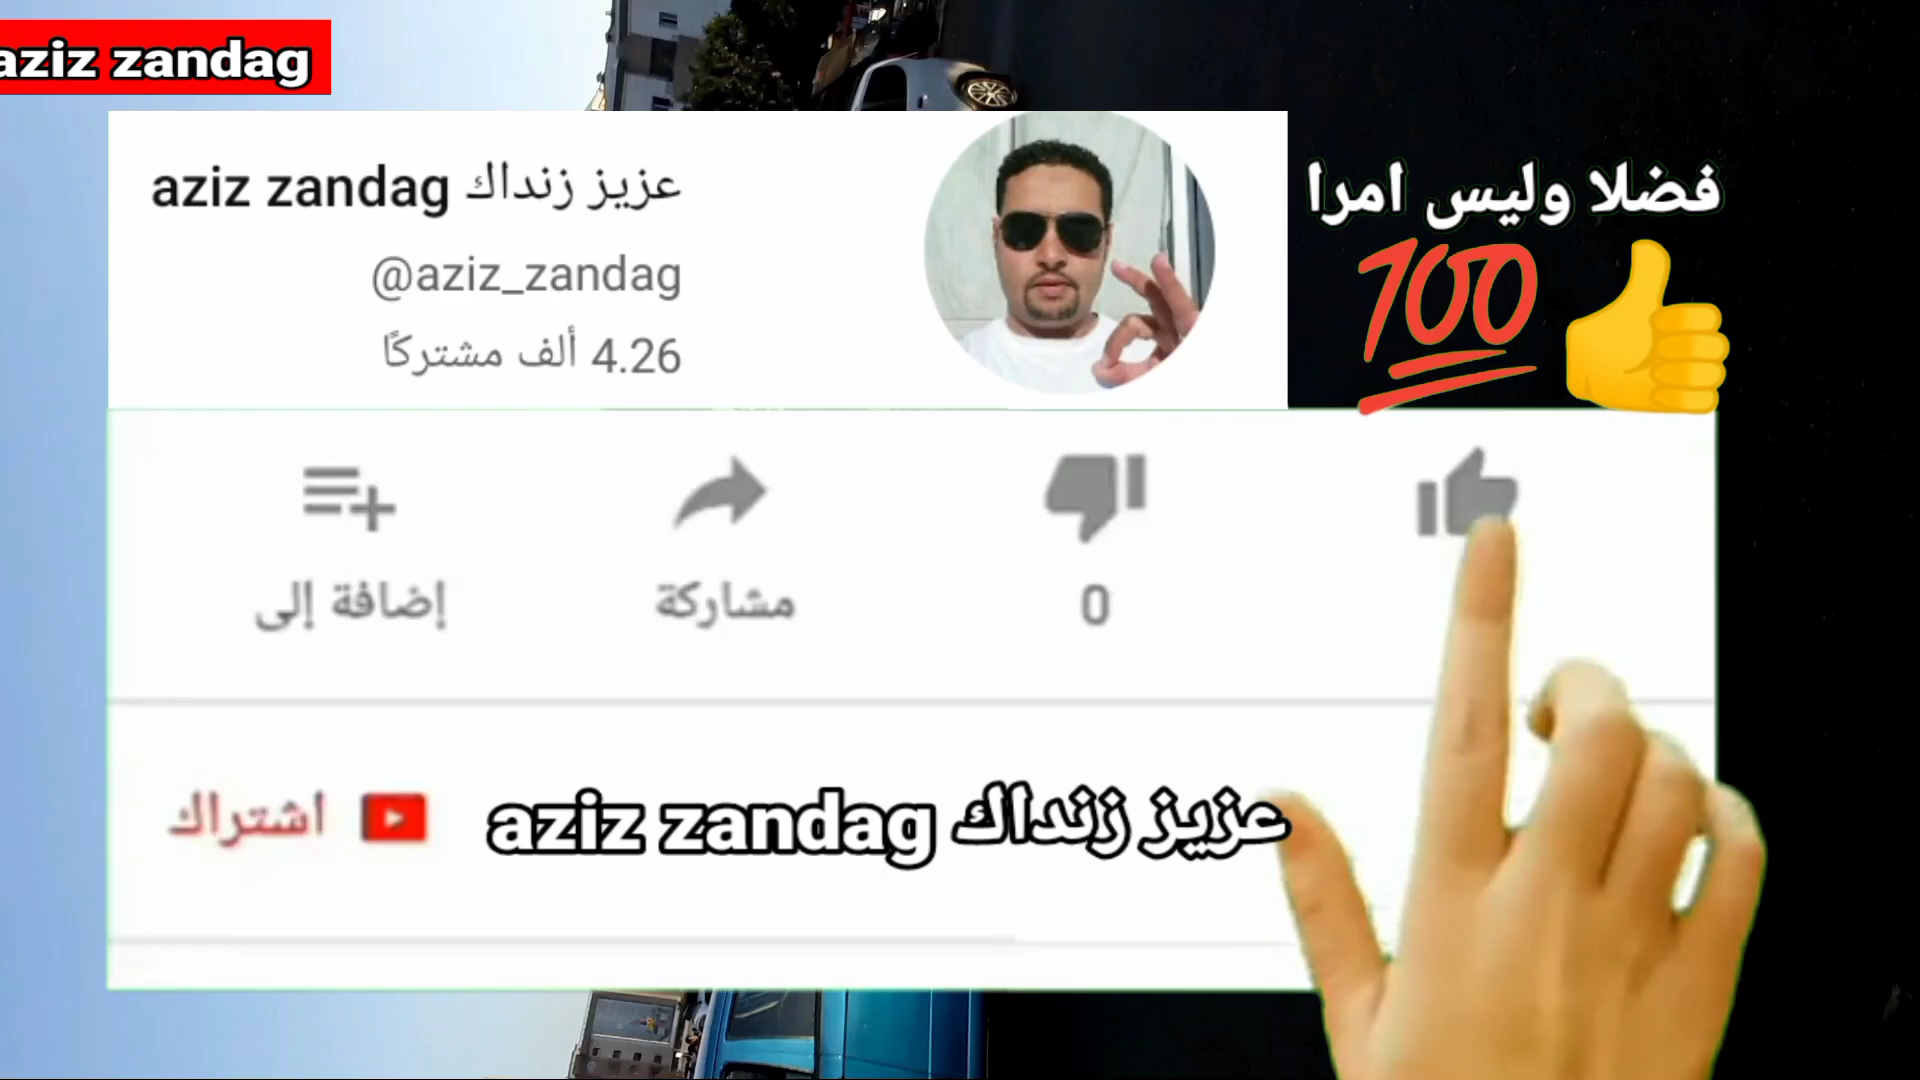 aziz zandag
aziz zandag عزيز زنداك
@aziz_zandag
4.26 ألف مشتركًا
فضلا وليس امرا
💯👍
0
مشاركة
إضافة إلى
اشتراك
aziz zandag عزيز زنداك